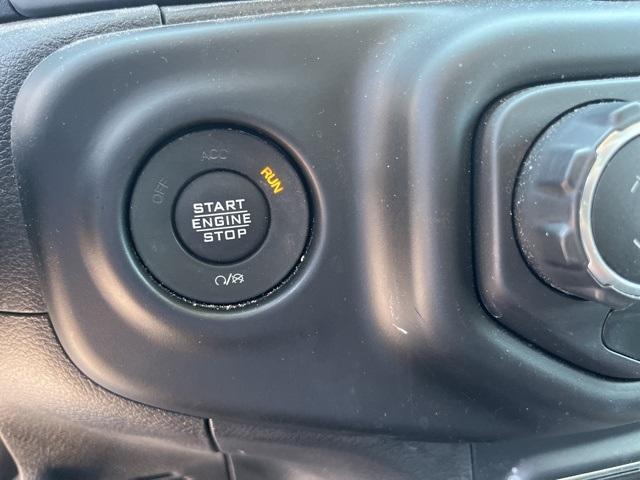 OFF
ACC
RUN
START
ENGINE
STOP